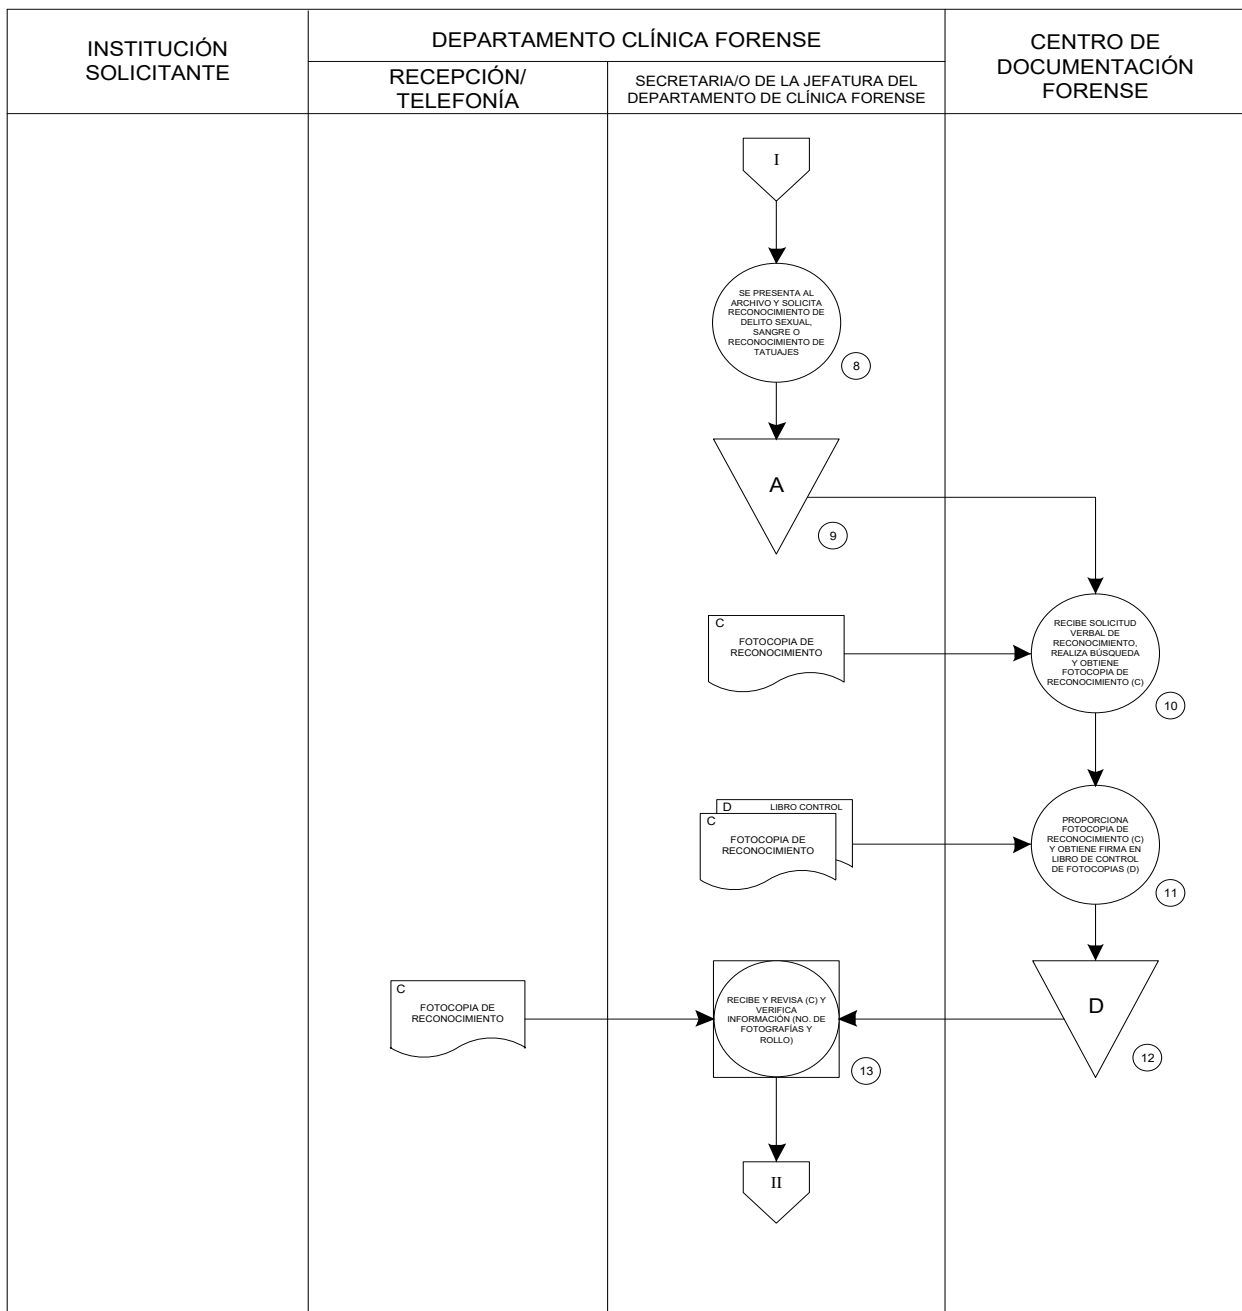 INSTITUCIÓN
SOLICITANTE
DEPARTAMENTO CLÍNICA FORENSE
RECEPCIÓN/
TELEFONÍA
SECRETARIA/O DE LA JEFATURA DEL
DEPARTAMENTO DE CLÍNICA FORENSE
CENTRO DE
DOCUMENTACIÓN
FORENSE
I
SE PRESENTA AL
ARCHIVO Y SOLICITA
RECONOCIMIENTO DE
DELITO SEXUAL,
SANGRE O
RECONOCIMIENTO DE
TATUAJES
8
A
9
C
FOTOCOPIA DE
RECONOCIMIENTO
RECIBE SOLICITUD
VERBAL DE
RECONOCIMIENTO,
REALIZA BÚSQUEDA
Y OBTIENE
FOTOCOPIA DE
RECONOCIMIENTO (C)
10
D LIBRO CONTROL
C
FOTOCOPIA DE
RECONOCIMIENTO
PROPORCIONA
FOTOCOPIA DE
RECONOCIMIENTO (C)
Y OBTIENE FIRMA EN
LIBRO DE CONTROL
DE FOTOCOPIAS (D)
11
C
FOTOCOPIA DE
RECONOCIMIENTO
RECIBE Y REVISA (C) Y
VERIFICA
INFORMACIÓN (NO. DE
FOTOGRAFÍAS Y
ROLLO)
13
D
12
II